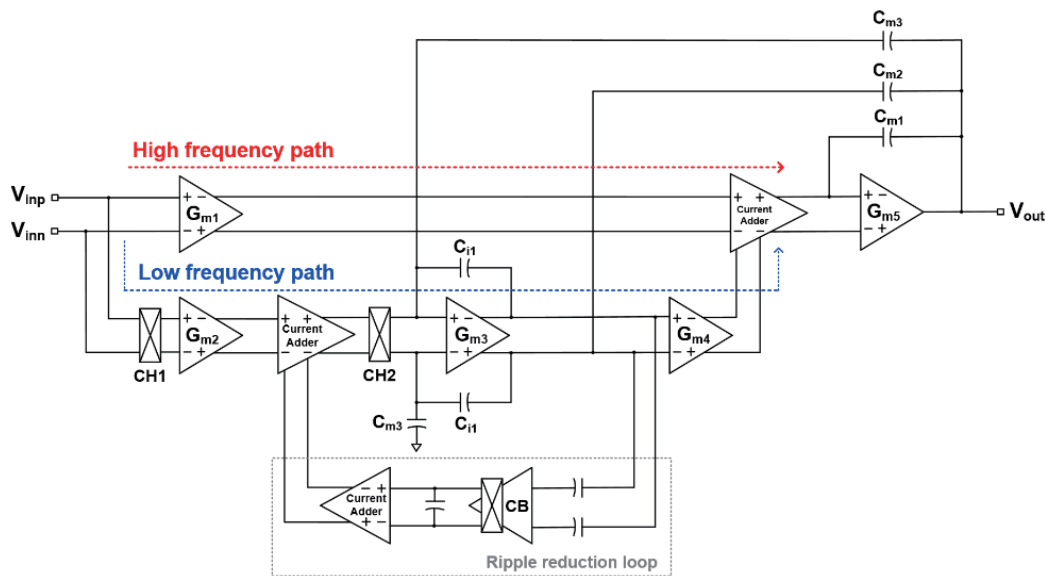 Cm3
Cm2
Cm1
High frequency path
Vinp
+ −
Gm1
− +
+ +
Current
Adder
− −
+ −
Gm5
− +
Vout
Vinn
Low frequency path
Ci1
+ −
Gm2
− +
+ +
Current
Adder
− −
+ −
Gm3
− +
+ −
Gm4
− +
CH1
CH2
Cm3
Ci1
− +
Current
Adder
+ −
CB
Ripple reduction loop